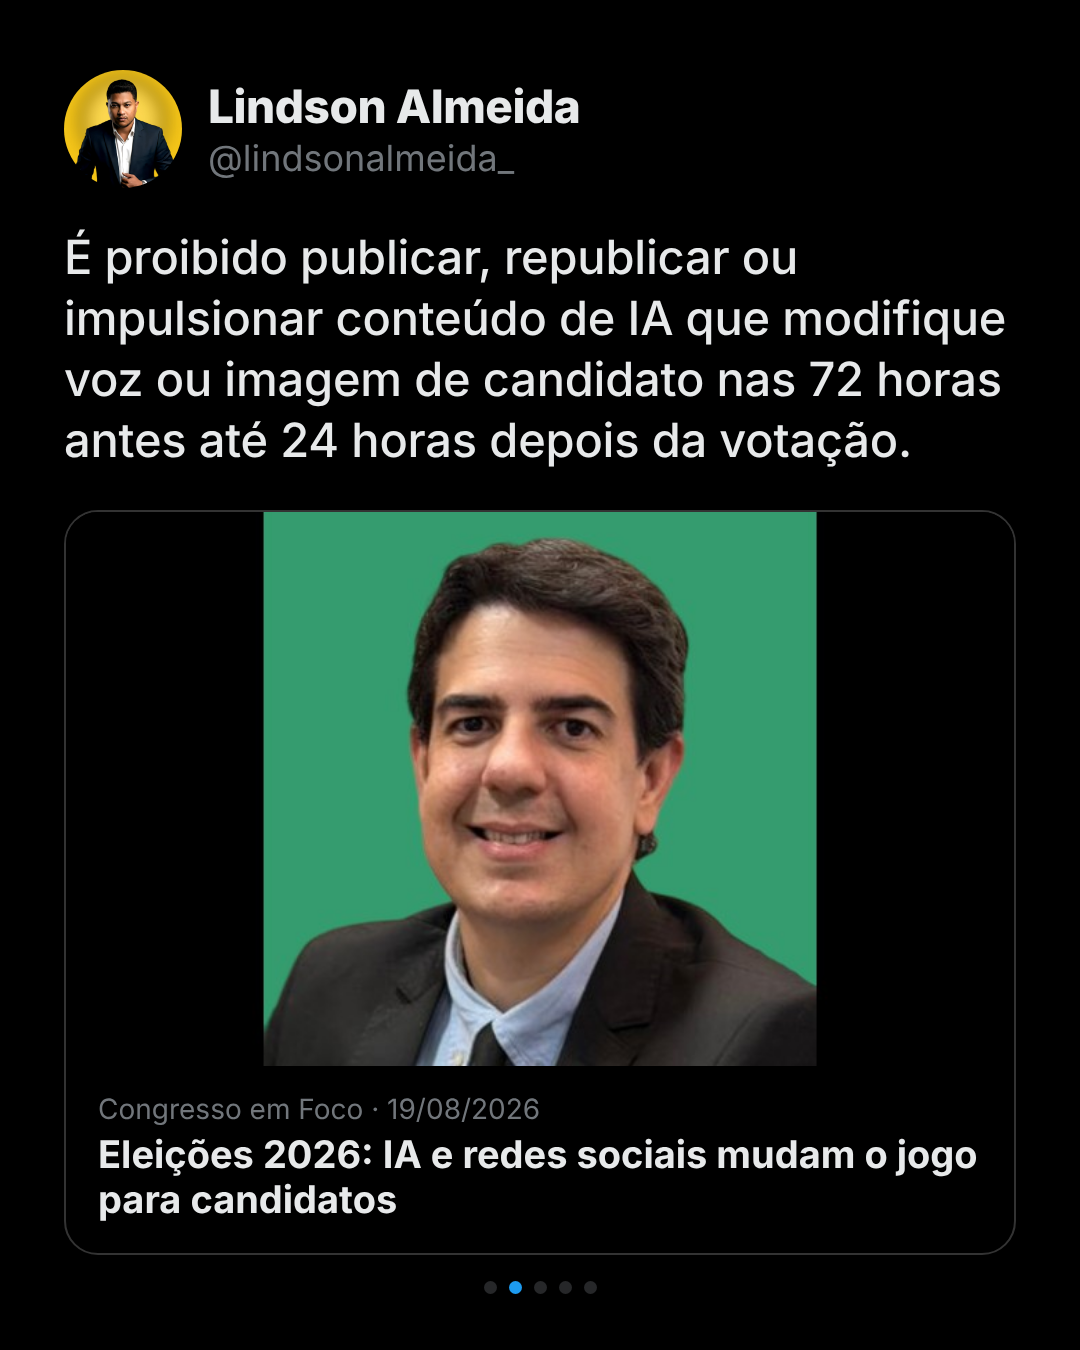 Lindson Almeida
@lindsonalmeida_
É proibido publicar, republicar ou
impulsionar conteúdo de IA que modifique
voz ou imagem de candidato nas 72 horas
antes até 24 horas depois da votação.
Congresso em Foco · 19/08/2026
Eleições 2026: IA e redes sociais mudam o jogo
para candidatos